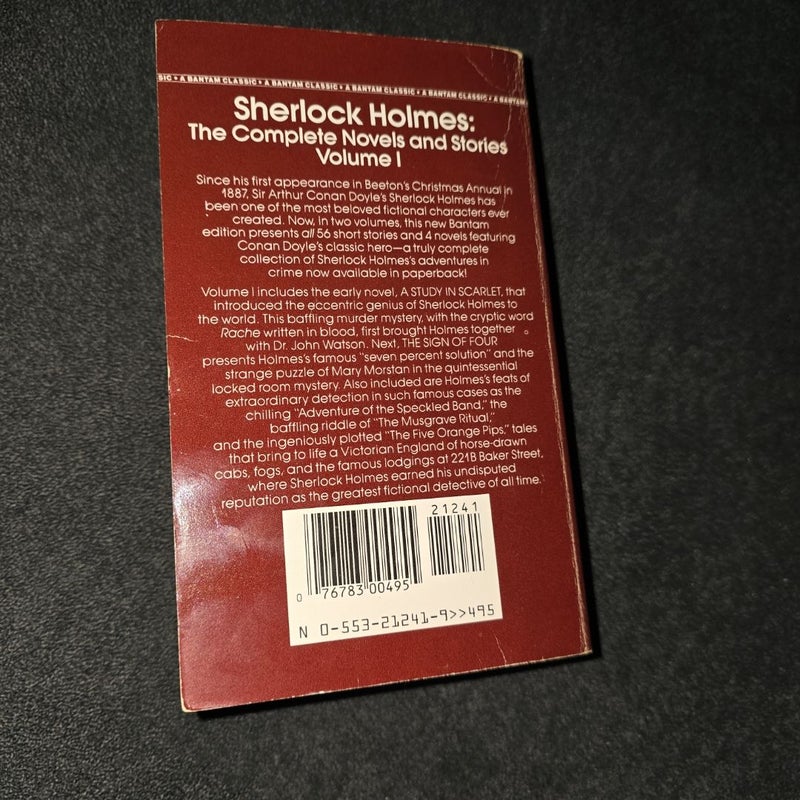 SIC • A BANTAM CLASSIC • A BANTAM CLASSIC • A BANTAM CLASSIC • A BANTAM CLASSIC • A BANTAM
Sherlock Holmes:
The Complete Novels and Stories
Volume I
Since his first appearance in Beeton's Christmas Annual in
1887, Sir Arthur Conan Doyle's Sherlock Holmes has
been one of the most beloved fictional characters ever
created. Now, in two volumes, this new Bantam
edition presents all 56 short stories and 4 novels featuring
Conan Doyle's classic hero—a truly complete
collection of Sherlock Holmes's adventures in
crime now available in paperback!
Volume I includes the early novel, A STUDY IN SCARLET, that
introduced the eccentric genius of Sherlock Holmes to
the world. This baffling murder mystery, with the cryptic word
Rache written in blood, first brought Holmes together
with Dr. John Watson. Next, THE SIGN OF FOUR
presents Holmes's famous "seven percent solution" and the
strange puzzle of Mary Morstan in the quintessential
locked room mystery. Also included are Holmes's feats of
extraordinary detection in such famous cases as the
chilling "Adventure of the Speckled Band," the
baffling riddle of "The Musgrave Ritual,"
and the ingeniously plotted "The Five Orange Pips," tales
that bring to life a Victorian England of horse-drawn
cabs, fogs, and the famous lodgings at 221B Baker Street,
where Sherlock Holmes earned his undisputed
reputation as the greatest fictional detective of all time.
21241
0 76783 00495
N 0-553-21241-9>>495